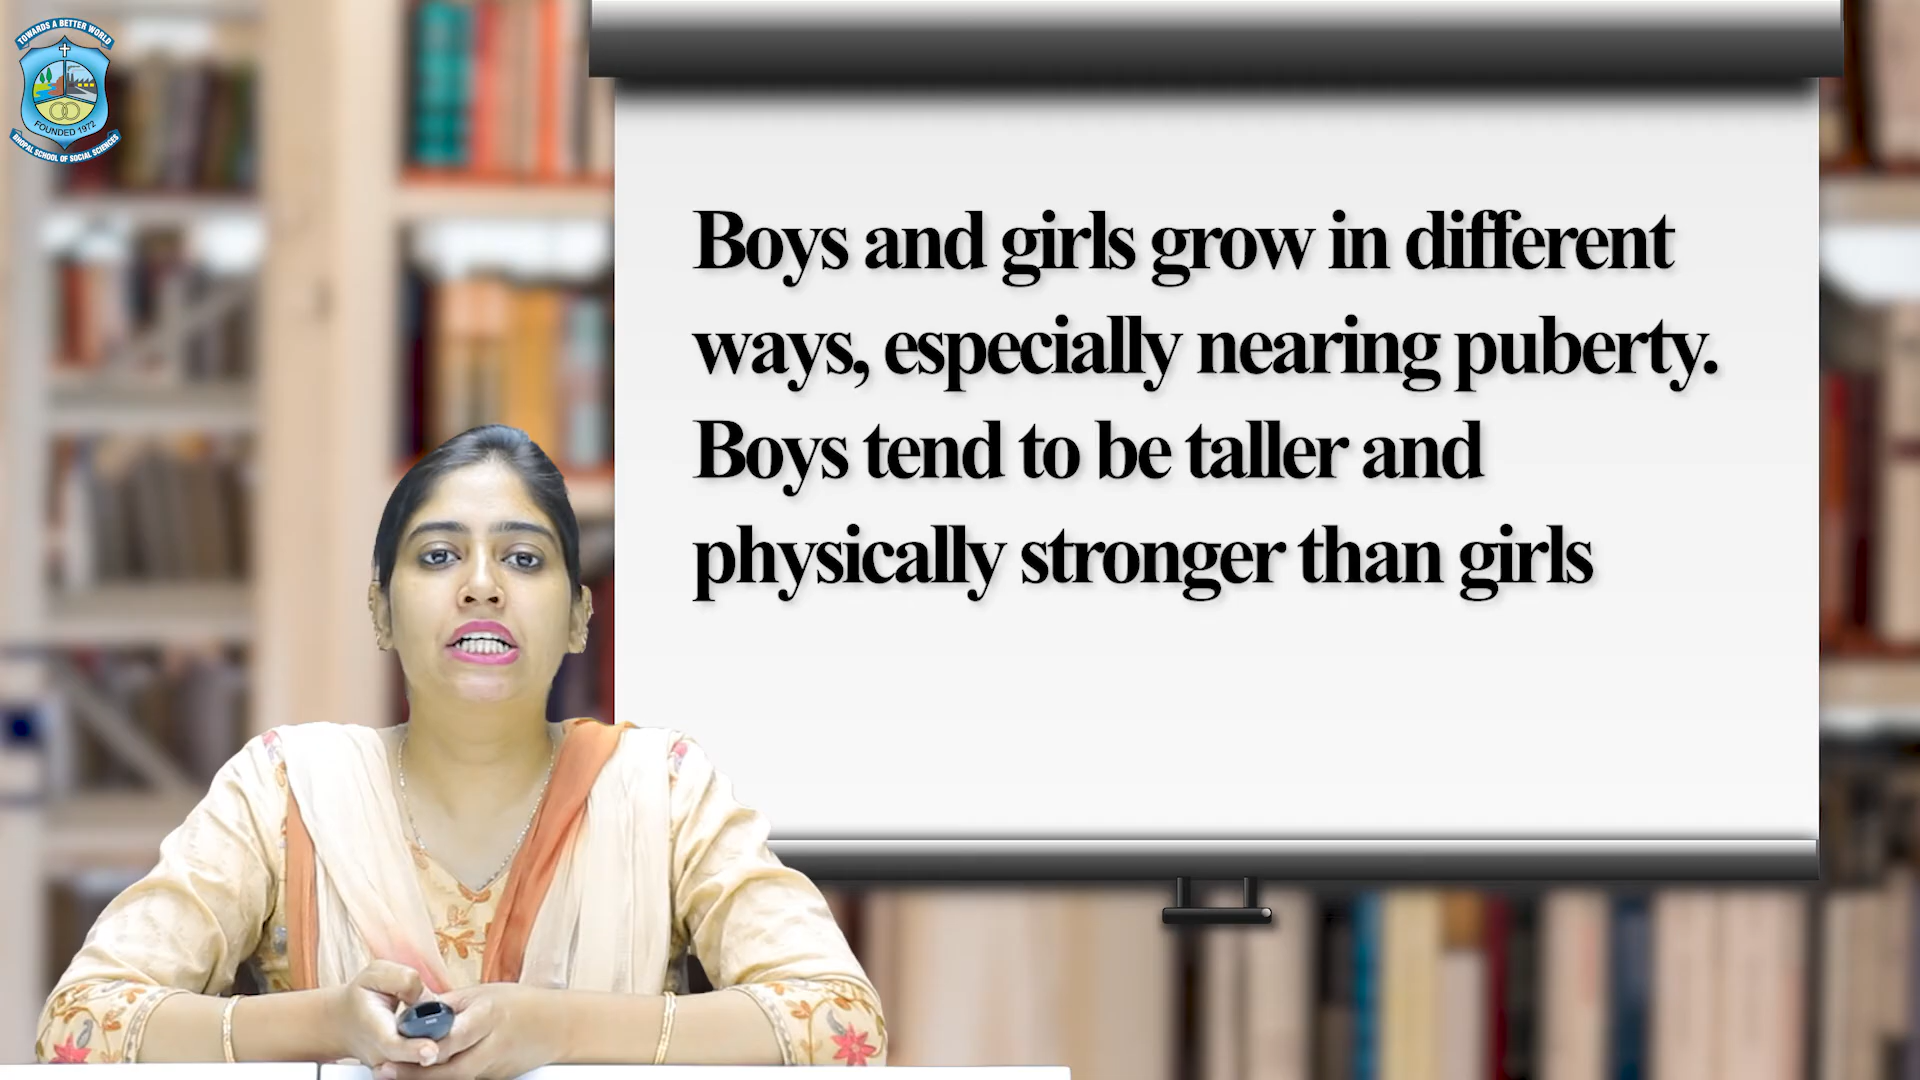 TOWARDS A BETTER WORLD
FOUNDED 1972
BHOPAL SCHOOL OF SOCIAL SCIENCES
Boys and girls grow in different
ways, especially nearing puberty.
Boys tend to be taller and
physically stronger than girls